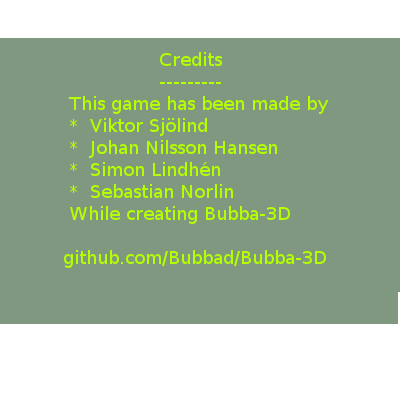 Credits
---------
This game has been made by
*  Viktor Sjölind
*  Johan Nilsson Hansen
*  Simon Lindhén
*  Sebastian Norlin
While creating Bubba-3D
github.com/Bubbad/Bubba-3D